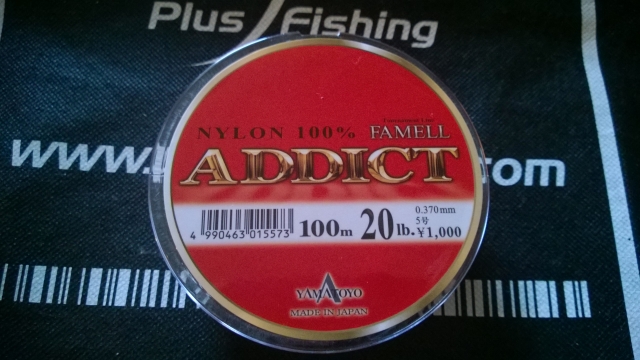 Plus Fishing
www.
.com
NYLON 100% FAMELL
ADDICT
4 990463 015573
100m 20lb.
0.370mm
5号
¥1,000
YAMATOYO
MADE IN JAPAN